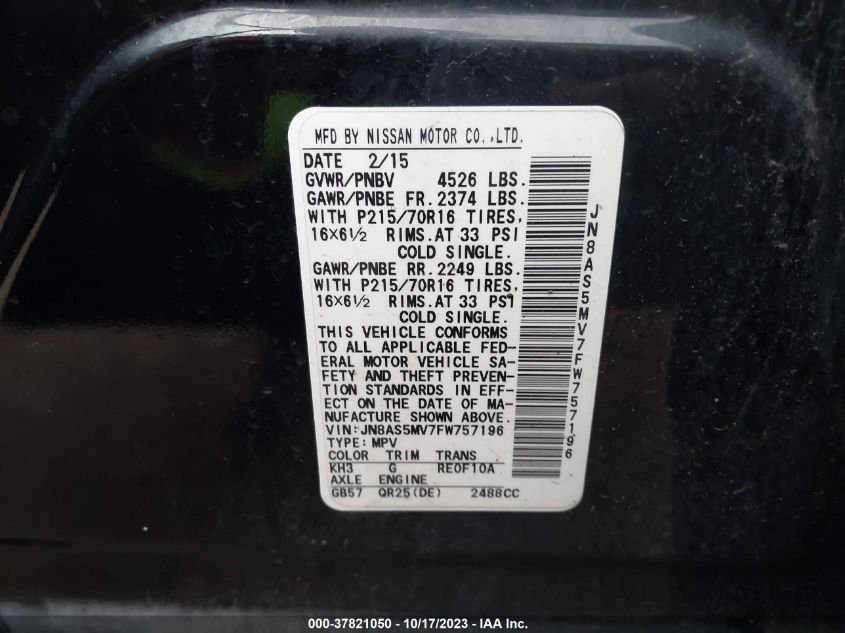 MFD BY NISSAN MOTOR CO.,LTD.
DATE 2/15
GVWR/PNBV 4526 LBS.
GAWR/PNBE FR.2374 LBS.
WITH P215/70R16 TIRES,
16×6½ RIMS.AT 33 PSI
COLD SINGLE.
GAWR/PNBE RR.2249 LBS.
WITH P215/70R16 TIRES,
16×6½ RIMS.AT 33 PSI
COLD SINGLE.
THIS VEHICLE CONFORMS
TO ALL APPLICABLE FED-
ERAL MOTOR VEHICLE SA-
FETY AND THEFT PREVEN-
TION STANDARDS IN EFF-
ECT ON THE DATE OF MA-
NUFACTURE SHOWN ABOVE.
VIN:JN8AS5MV7FW757196
TYPE:MPV
COLOR TRIM TRANS
KH3 G RE0F10A
AXLE ENGINE
GB57 QR25(DE) 2488CC
JN8AS5MV7FW757196
000-37821050 - 10/17/2023 - IAA Inc.